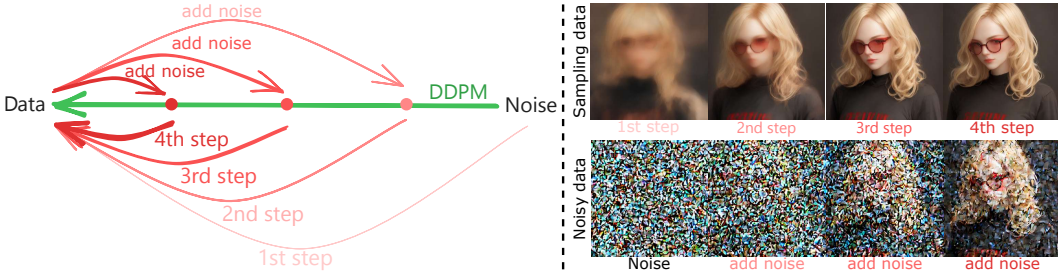 add noise
add noise
add noise
Data
DDPM
Noise
4th step
3rd step
2nd step
1st step
Sampling data
1st step
2nd step
3rd step
4th step
Noisy data
Noise
add noise
add noise
add noise